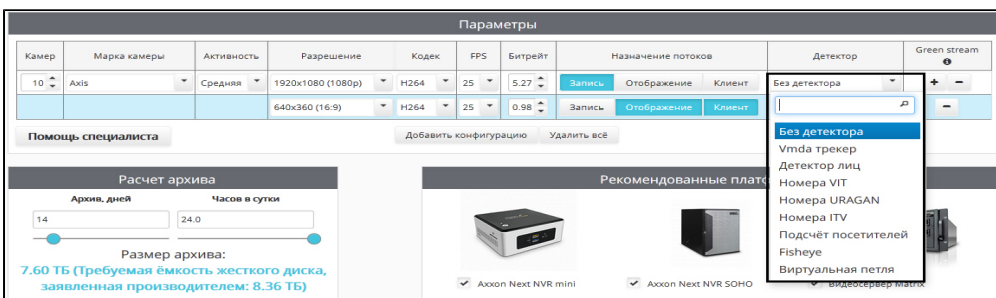 Параметры
Камер Марка камеры Активность Разрешение Кодек FPS Битрейт Назначение потоков Детектор Green stream
10 Axis Средняя 1920x1080 (1080p) H264 25 5.27 Запись Отображение Клиент Без детектора + −
640x360 (16:9) H264 25 0.98 Запись Отображение Клиент −
Помощь специалиста Добавить конфигурацию Удалить всё
Без детектора
Vmda трекер
Детектор лиц
Номера VIT
Номера URAGAN
Номера ITV
Подсчёт посетителей
Fisheye
Виртуальная петля
Расчет архива
Архив, дней Часов в сутки
14 24.0
Размер архива:
7.60 ТБ (Требуемая ёмкость жесткого диска,
заявленная производителем: 8.36 ТБ)
Рекомендованные
Axxon Next NVR mini Axxon Next NVR SOHO Видеосервер Matrix